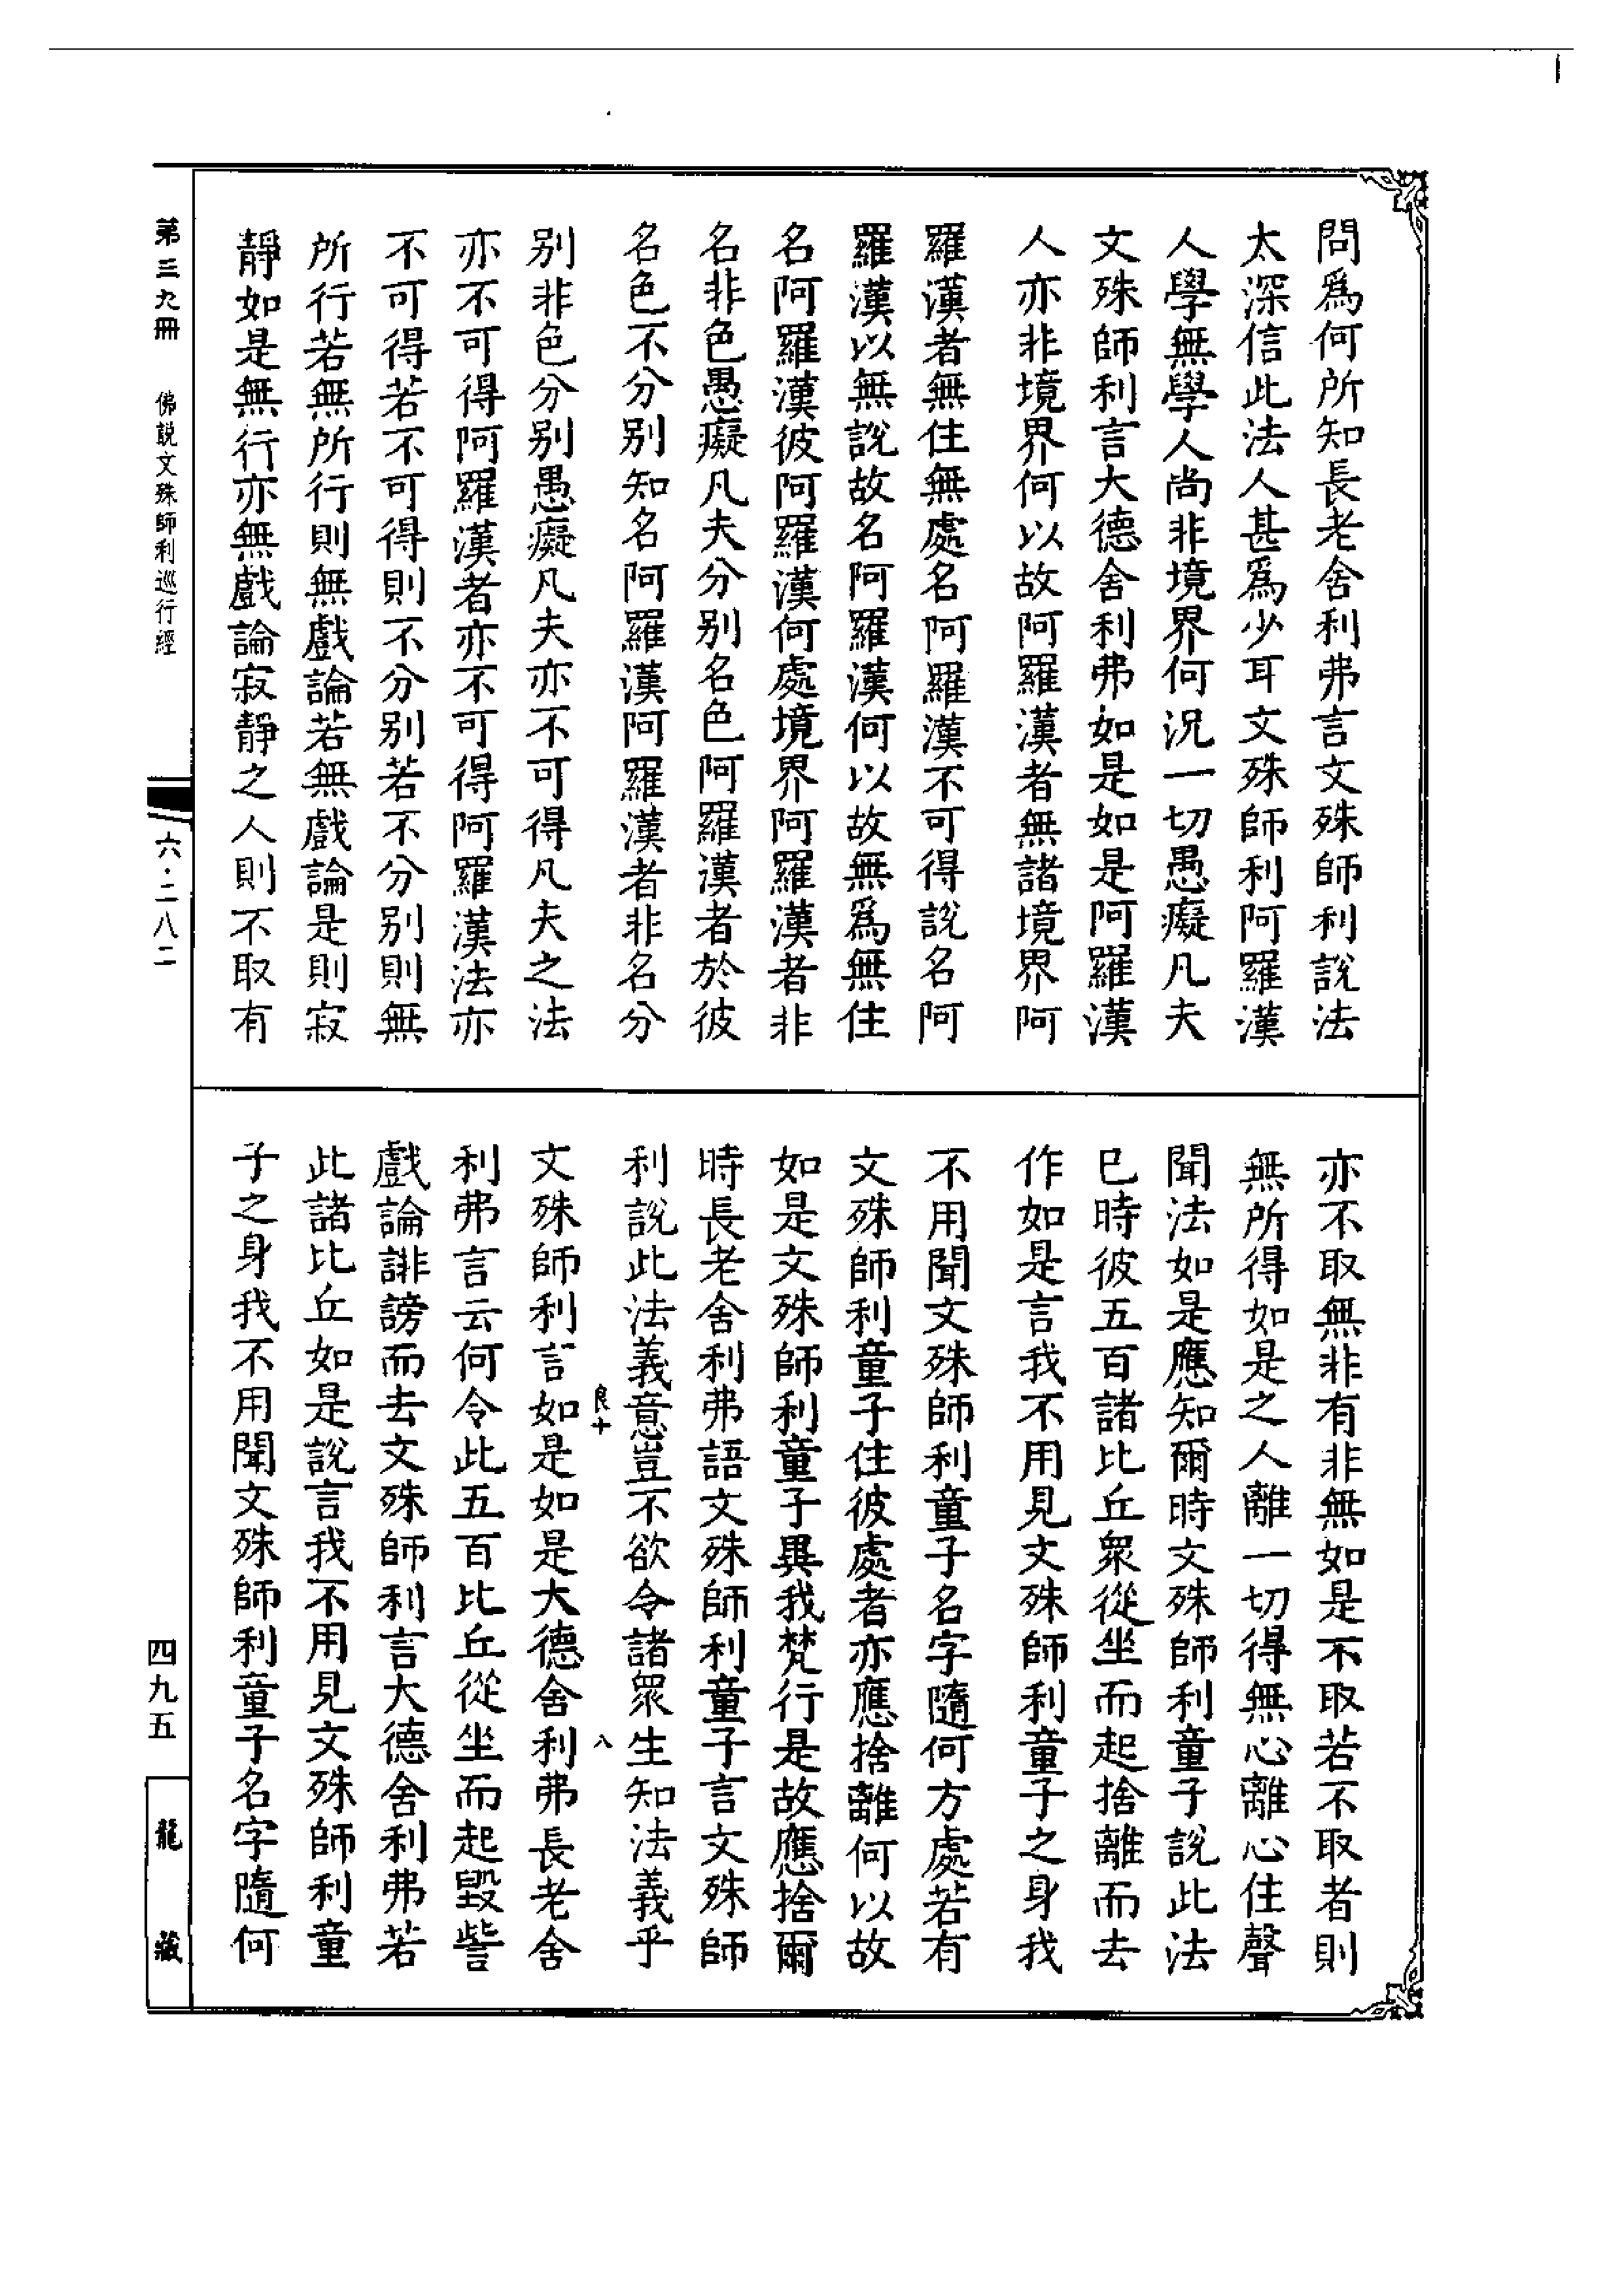 問爲何所知長老舍利弗言文殊師利說法
太深信此法人甚爲少耳文殊師利阿羅漢
人學無學人尚非境界何況一切愚癡凡夫
文殊師利言大德舍利弗如是如是阿羅漢
人亦非境界何以故阿羅漢者無諸境界阿
羅漢者無住無處名阿羅漢不可得說名阿
羅漢以無說故名阿羅漢何以故無爲無住
名阿羅漢彼阿羅漢何處境界阿羅漢者非
名非色愚癡凡夫分別名色阿羅漢者於彼
名色不分別知名阿羅漢阿羅漢者非名分
別非色分別愚癡凡夫亦不可得凡夫之法
亦不可得阿羅漢者亦不可得阿羅漢法亦
不可得若不可得則不分別若不分別則無
所行若無所行則無戲論若無戲論是則寂
靜如是無行亦無戲論寂靜之人則不取有
亦不取無非有非無如是不取若不取者則
無所得如是之人離一切得無心離心住聲
聞法如是應知爾時文殊師利童子說此法
已時彼五百諸比丘眾從坐而起捨離而去
作如是言我不用見文殊師利童子之身我
不用聞文殊師利童子名字隨何方處若有
文殊師利童子住彼處者亦應捨離何以故
如是文殊師利童子異我梵行是故應捨爾
時長老舍利弗語文殊師利童子言文殊師
利說此法義意豈不欲令諸眾生知法義乎
良十
八
文殊師利言如是如是大德舍利弗長老舍
利弗言云何令此五百比丘從坐而起毀訾
戲論誹謗而去文殊師利言大德舍利弗若
此諸比丘如是說言我不用見文殊師利童
子之身我不用聞文殊師利童子名字隨何
第三九冊
佛說文殊師利巡行經
六·二八二
四九五
龍藏